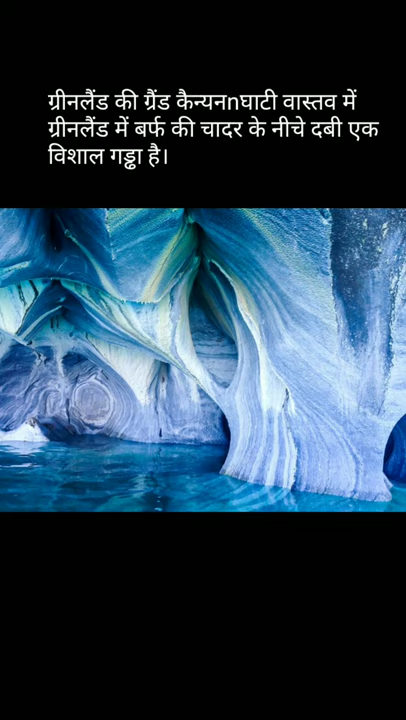 ग्रीनलैंड की ग्रैंड कैन्यनnघाटी वास्तव में
ग्रीनलैंड में बर्फ की चादर के नीचे दबी एक
विशाल गड्ढा है।